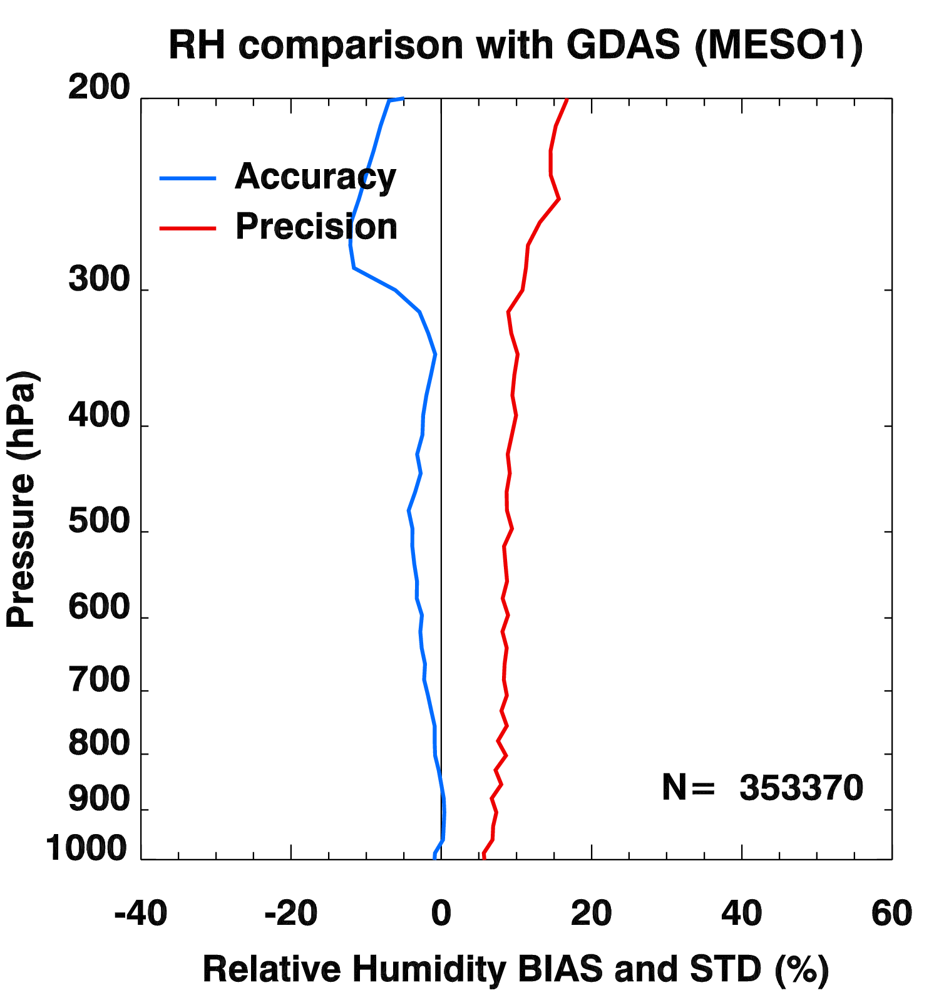 RH comparison with GDAS (MESO1)
200
300
400
500
600
700
800
900
1000
Pressure (hPa)
Accuracy
Precision
N= 353370
-40 -20 0 20 40 60
Relative Humidity BIAS and STD (%)